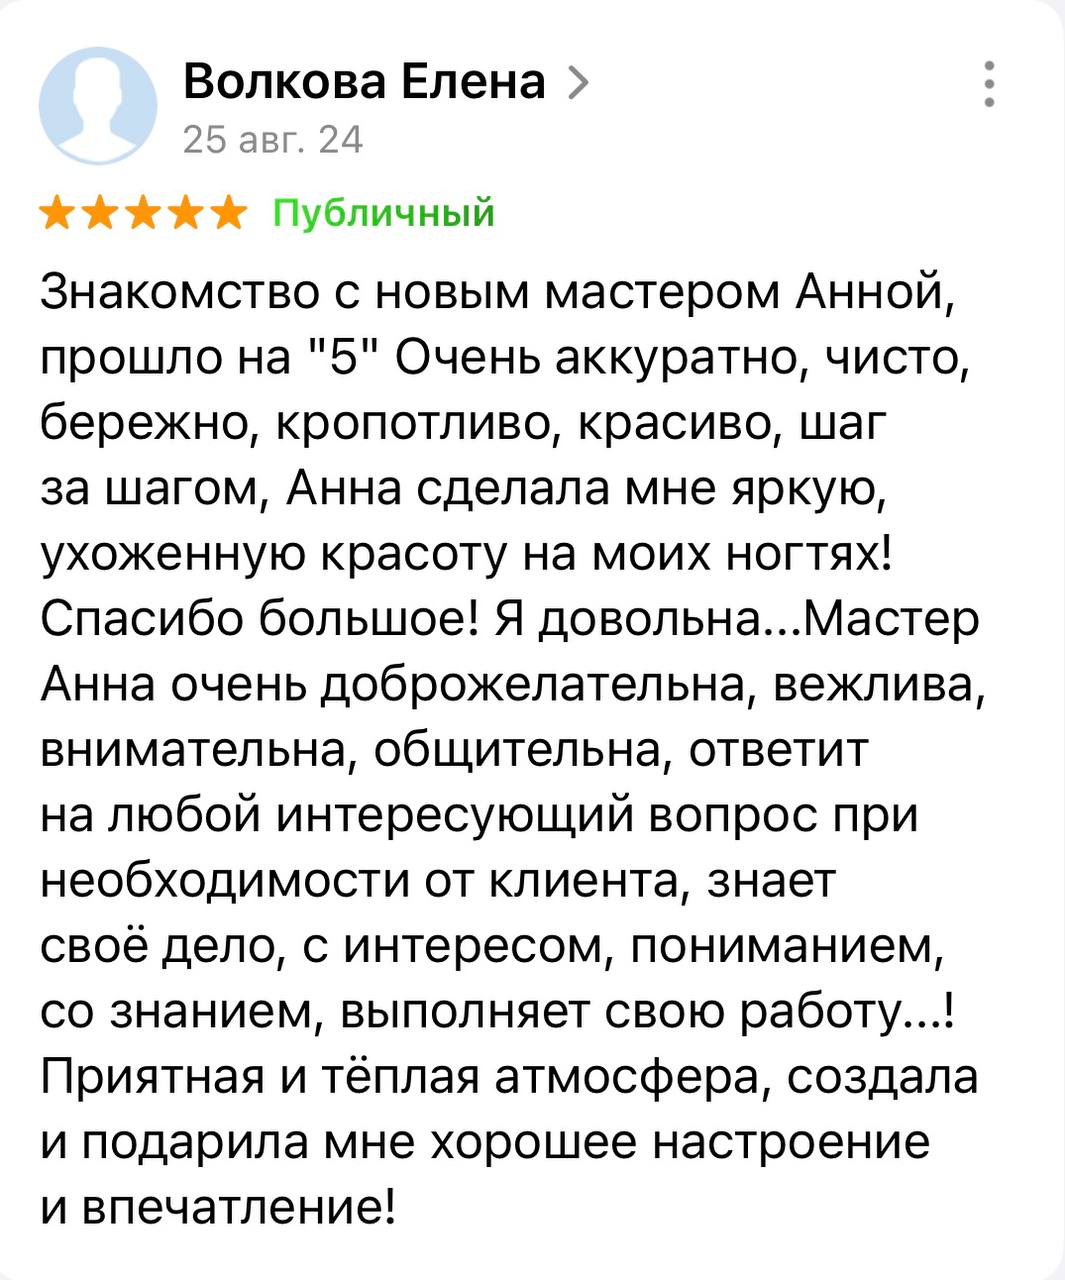 Волкова Елена
25 авг. 24
Публичный
Знакомство с новым мастером Анной,
прошло на "5" Очень аккуратно, чисто,
бережно, кропотливо, красиво, шаг
за шагом, Анна сделала мне яркую,
ухоженную красоту на моих ногтях!
Спасибо большое! Я довольна...Мастер
Анна очень доброжелательна, вежлива,
внимательна, общительна, ответит
на любой интересующий вопрос при
необходимости от клиента, знает
своё дело, с интересом, пониманием,
со знанием, выполняет свою работу...!
Приятная и тёплая атмосфера, создала
и подарила мне хорошее настроение
и впечатление!